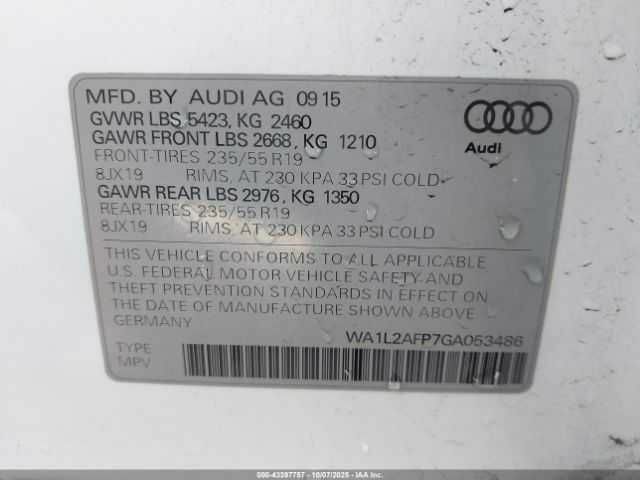 MFD. BY AUDI AG 09 15
GVWR LBS 5423, KG 2460
GAWR FRONT LBS 2668, KG 1210
FRONT-TIRES 235/55 R19
8JX19 RIMS, AT 230 KPA 33 PSI COLD
GAWR REAR LBS 2976, KG 1350
REAR-TIRES 235/55 R19
8JX19 RIMS, AT 230 KPA 33 PSI COLD
Audi
THIS VEHICLE CONFORMS TO ALL APPLICABLE
U.S. FEDERAL MOTOR VEHICLE SAFETY AND
THEFT PREVENTION STANDARDS IN EFFECT ON
THE DATE OF MANUFACTURE SHOWN ABOVE
GERMANY
WA1L2AFP7GA053486
TYPE
MPV
000-43397757 - 10/07/2025 - IAA Inc.